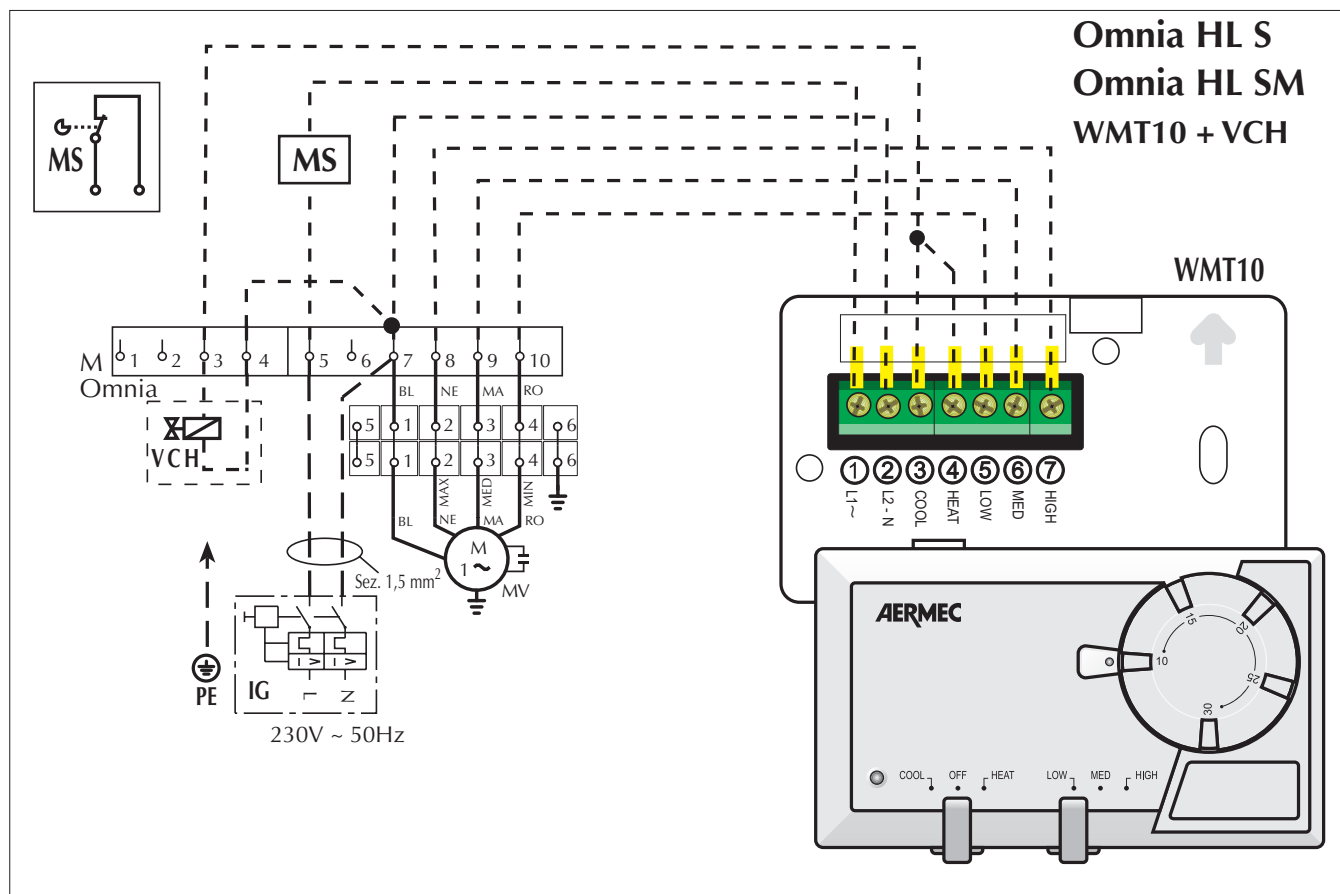 Omnia HL S
Omnia HL SM
WMT10 + VCH
MS
MS
WMT10
M
Omnia
1 2 3 4 5 6 7 8 9 10
BL NE MA RO
5 1 2 3 4 6
5 1 2 3 4 6
VCH
MAX MED MIN
BL NE MA RO
M
1 ~
MV
Sez. 1,5 mm²
PE
IG
I > I >
L N
230V ~ 50Hz
1 2 3 4 5 6 7
L1 ~ L2 - N COOL HEAT LOW MED HIGH
AERMEC
10 15 20 25 30
COOL OFF HEAT LOW MED HIGH